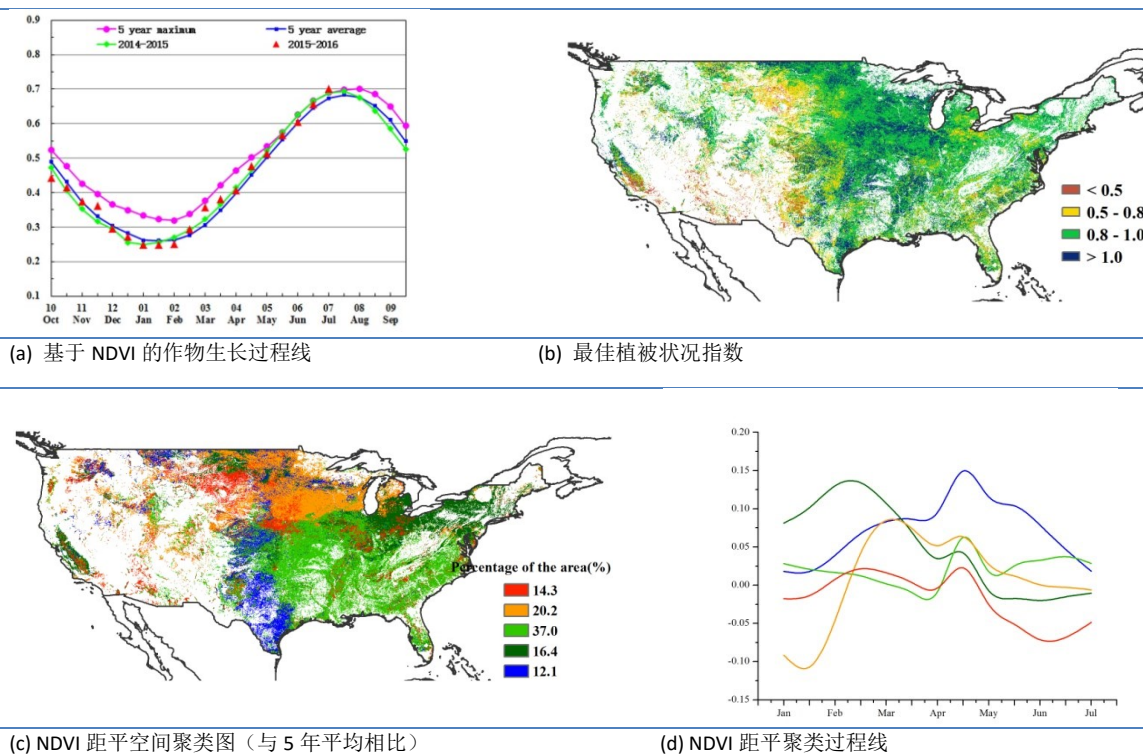 0.9
5 year maximum
5 year average
2014-2015
2015-2016
0.8
0.7
0.6
0.5
0.4
0.3
0.2
0.1
10 11 12 01 02 03 04 05 06 07 08 09
Oct Nov Dec Jan Feb Mar Apr May Jun Jul Aug Sep
< 0.5
0.5 - 0.8
0.8 - 1.0
> 1.0
(a) 基于 NDVI 的作物生长过程线
(b) 最佳植被状况指数
Percentage of the area(%)
14.3
20.2
37.0
16.4
12.1
0.20
0.15
0.10
0.05
0.00
-0.05
-0.10
-0.15
Jan Feb Mar Apr May Jun Jul
(c) NDVI 距平空间聚类图（与 5 年平均相比）
(d) NDVI 距平聚类过程线